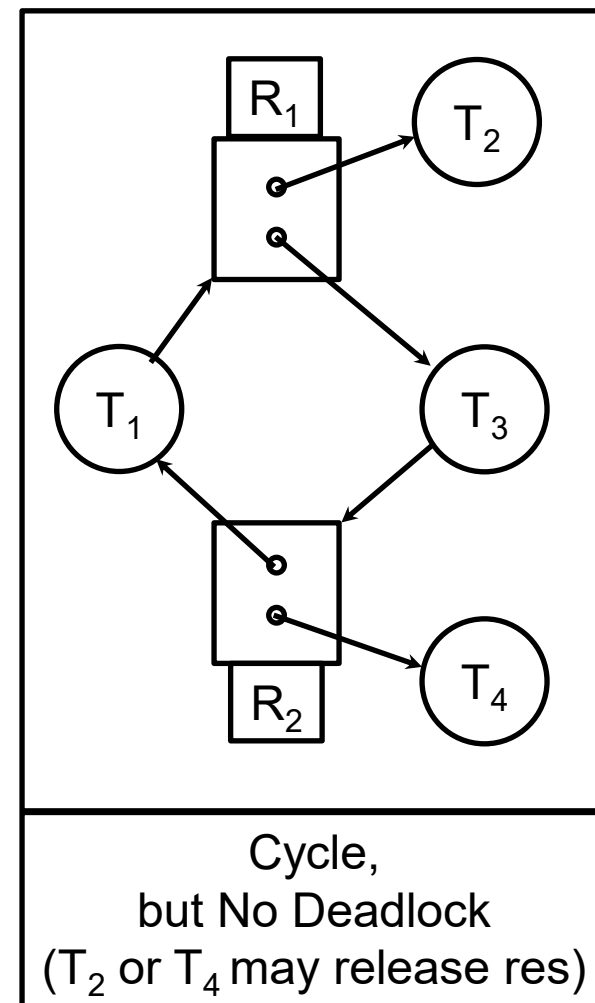 R₁
T₂
T₁
T₃
T₄
R₂
Cycle,
but No Deadlock
(T₂ or T₄ may release res)